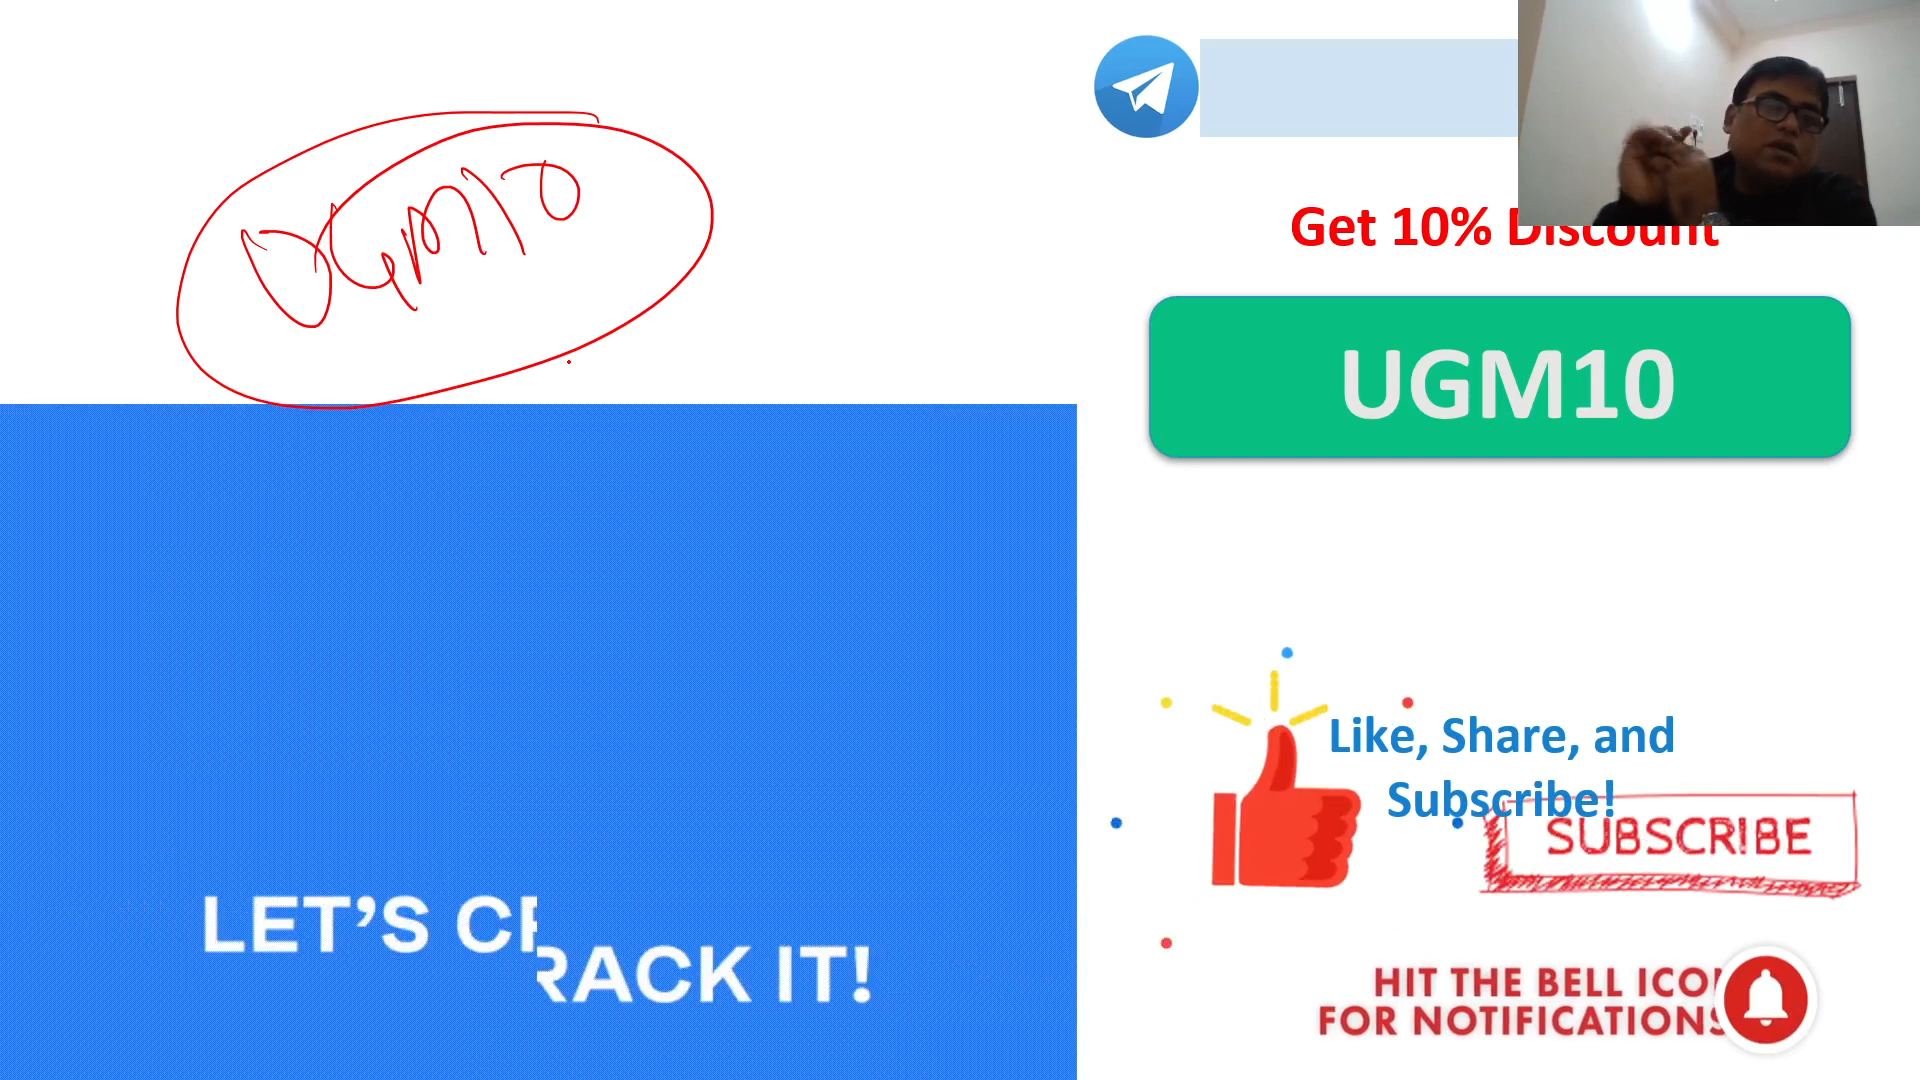 UGM10
Get 10% Discount
UGM10
LET'S CRACK IT!
Like, Share, and
Subscribe!
SUBSCRIBE
HIT THE BELL ICON
FOR NOTIFICATIONS